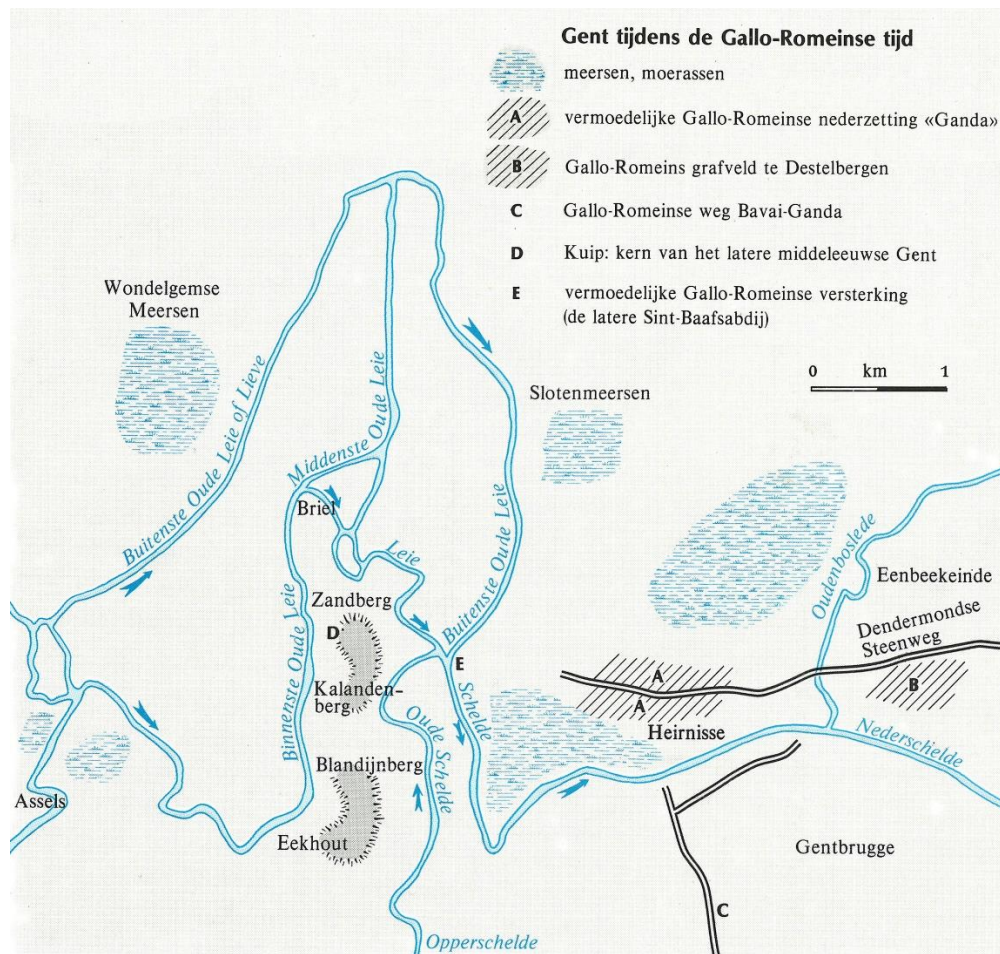 Gent tijdens de Gallo-Romeinse tijd
meersen, moerassen
A vermoedelijke Gallo-Romeinse nederzetting «Ganda»
B Gallo-Romeins grafveld te Destelbergen
C Gallo-Romeinse weg Bavai-Ganda
D Kuip: kern van het latere middeleeuwse Gent
E vermoedelijke Gallo-Romeinse versterking
(de latere Sint-Baafsabdij)
0 km 1
Wondelgemse
Meersen
Slotenmeersen
Buitenste Oude Leie of Lieve
Middenste Oude Leie
Briel
Leie
Buitenste Oude Leie
Oudenboslede
Eenbeekeinde
Dendermondse
Steenweg
Zandberg
D
Kalanden-
berg
Binnenste Oude Leie
E
Schelde
Oude
Schelde
A
A
Heirnisse
B
Nederschelde
Blandijnberg
Eekhout
Assels
Gentbrugge
C
Opperschelde